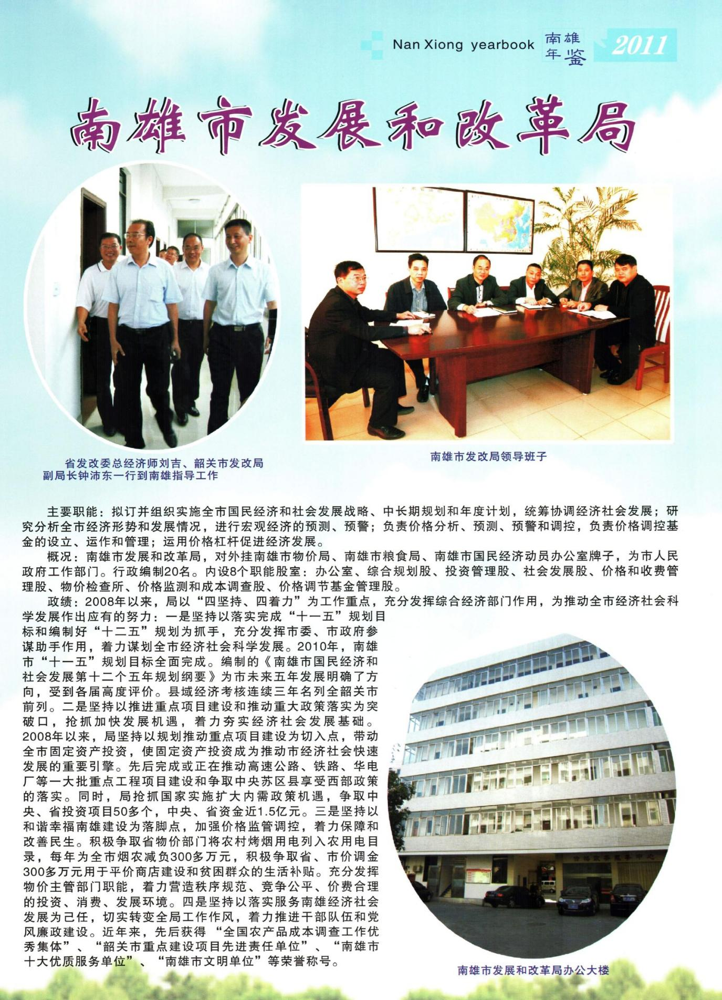 Nan Xiong yearbook 南雄年鉴 2011
南雄市发展和改革局
省发改委总经济师刘吉、韶关市发改局
副局长钟沛东一行到南雄指导工作
南雄市发改局领导班子
主要职能：拟订并组织实施全市国民经济和社会发展战略、中长期规划和年度计划，统筹协调经济社会发展；研
究分析全市经济形势和发展情况，进行宏观经济的预测、预警；负责价格分析、预测、预警和调控，负责价格调控基
金的设立、运作和管理；运用价格杠杆促进经济发展。
概况：南雄市发展和改革局，对外挂南雄市物价局、南雄市粮食局、南雄市国民经济动员办公室牌子，为市人民
政府工作部门。行政编制20名。内设8个职能股室：办公室、综合规划股、投资管理股、社会发展股、价格和收费管
理股、物价检查所、价格监测和成本调查股、价格调节基金管理股。
政绩：2008年以来，局以“四坚持、四着力”为工作重点，充分发挥综合经济部门作用，为推动全市经济社会科
学发展作出应有的努力：一是坚持以落实完成“十一五”规划目
标和编制好“十二五”规划为抓手，充分发挥市委、市政府参
谋助手作用，着力谋划全市经济社会科学发展。2010年，南雄
市“十一五”规划目标全面完成。编制的《南雄市国民经济和
社会发展第十二个五年规划纲要》为市未来五年发展明确了方
向，受到各届高度评价。县域经济考核连续三年名列全韶关市
前列。二是坚持以推进重点项目建设和推动重大政策落实为突
破口，抢抓加快发展机遇，着力夯实经济社会发展基础。
2008年以来，局坚持以规划推动重点项目建设为切入点，带动
全市固定资产投资，使固定资产投资成为推动市经济社会快速
发展的重要引擎。先后完成或正在推动高速公路、铁路、华电
厂等一大批重点工程项目建设和争取中央苏区县享受西部政策
的落实。同时，局抢抓国家实施扩大内需政策机遇，争取中
央、省投资项目50多个，中央、省资金近1.5亿元。三是坚持以
和谐幸福南雄建设为落脚点，加强价格监管调控，着力保障和
改善民生。积极争取省物价部门将农村烤烟用电列入农用电目
录，每年为全市烟农减负300多万元，积极争取省、市价调金
300多万元用于平价商店建设和贫困群众的生活补贴。充分发挥
物价主管部门职能，着力营造秩序规范、竞争公平、价费合理
的投资、消费、发展环境。四是坚持以落实服务南雄经济社会
发展为己任，切实转变全局工作作风，着力推进干部队伍和党
风廉政建设。近年来，先后获得 “全国农产品成本调查工作优
秀集体”、“韶关市重点建设项目先进责任单位”、“南雄市
十大优质服务单位”、“南雄市文明单位”等荣誉称号。
南雄市发展和改革局办公大楼